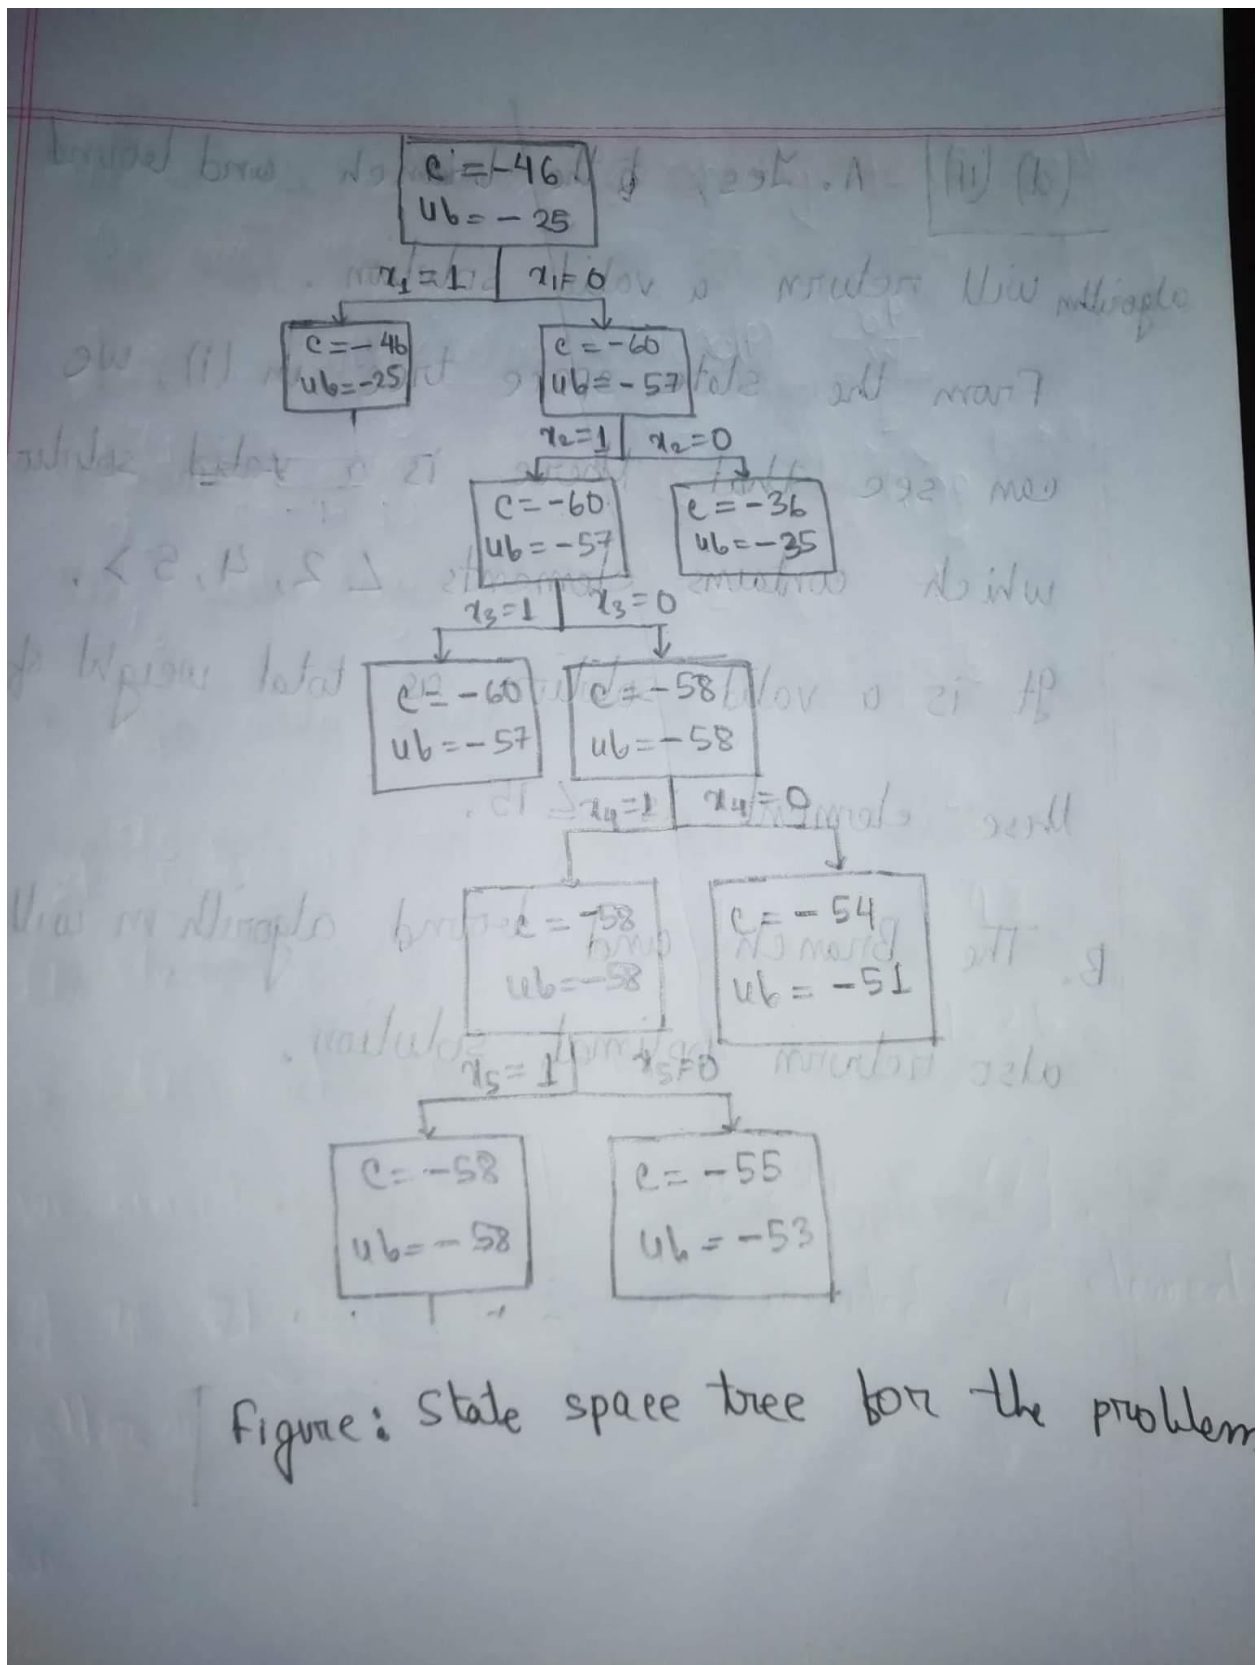 c = -46
ub = - 25
x1 = 1 x1=0
c = - 46
ub = -25
c = -60
ub = - 57
x2=1 x2=0
c = -60
ub = -57
c = -36
ub = -35
x3=1 x3=0
c = -60
ub = -57
c = -58
ub = -58
x4=1 x4=0
c = -58
ub = -58
c = - 54
ub = -51
x5 = 1 x5=0
c = -58
ub = - 58
c = - 55
ub = -53
Figure: State space tree for the problem